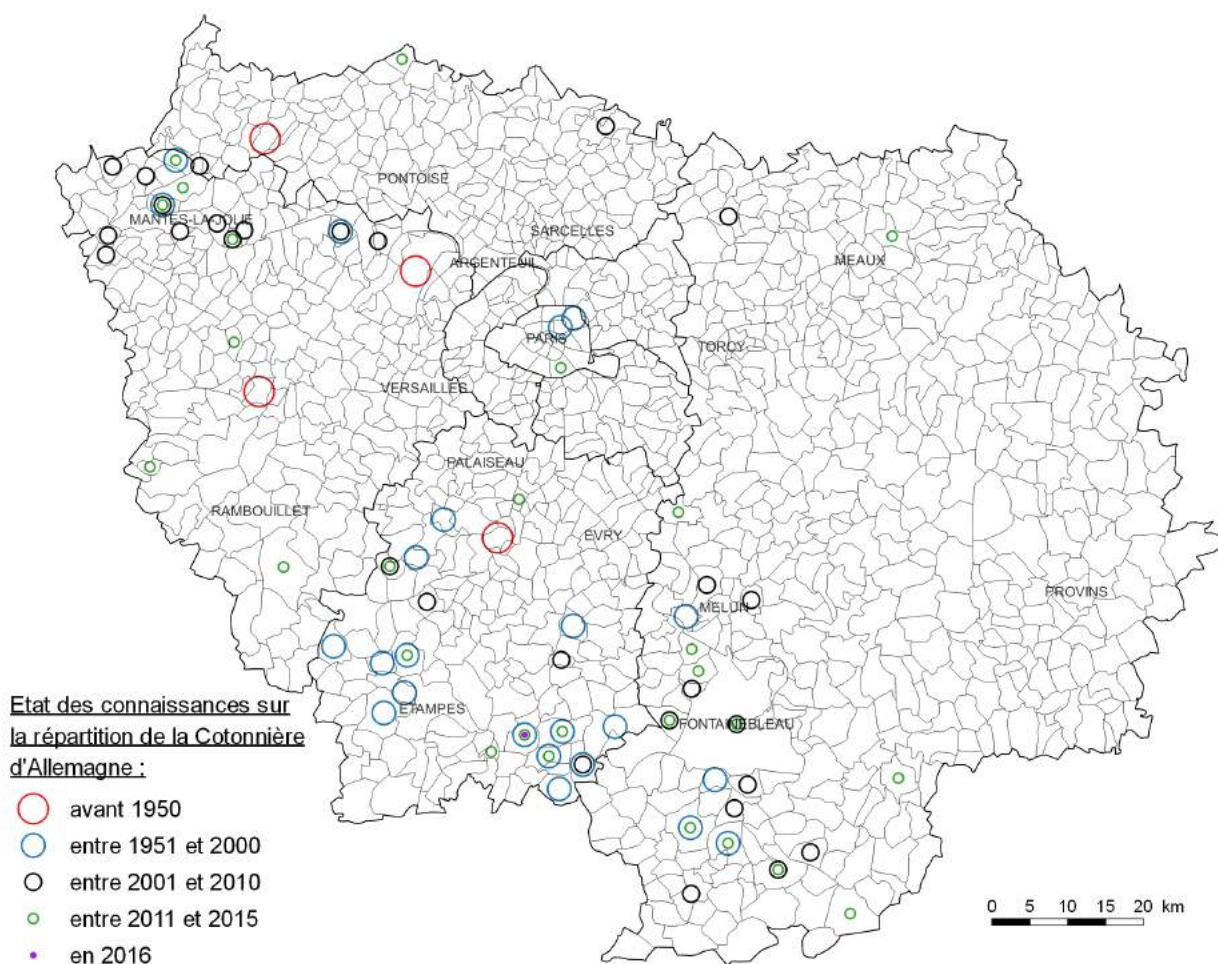 PONTOISE
MANTES-LA-JOLIE
SARCELLES
ARGENTEUIL
MEAUX
PARIS
TORCY
VERSAILLES
PALAISEAU
RAMBOUILLET
EVRY
MELUN
PROVINS
ETAMPES
FONTAINEBLEAU
Etat des connaissances sur
la répartition de la Cotonnière
d'Allemagne :
avant 1950
entre 1951 et 2000
entre 2001 et 2010
entre 2011 et 2015
en 2016
0 5 10 15 20 km